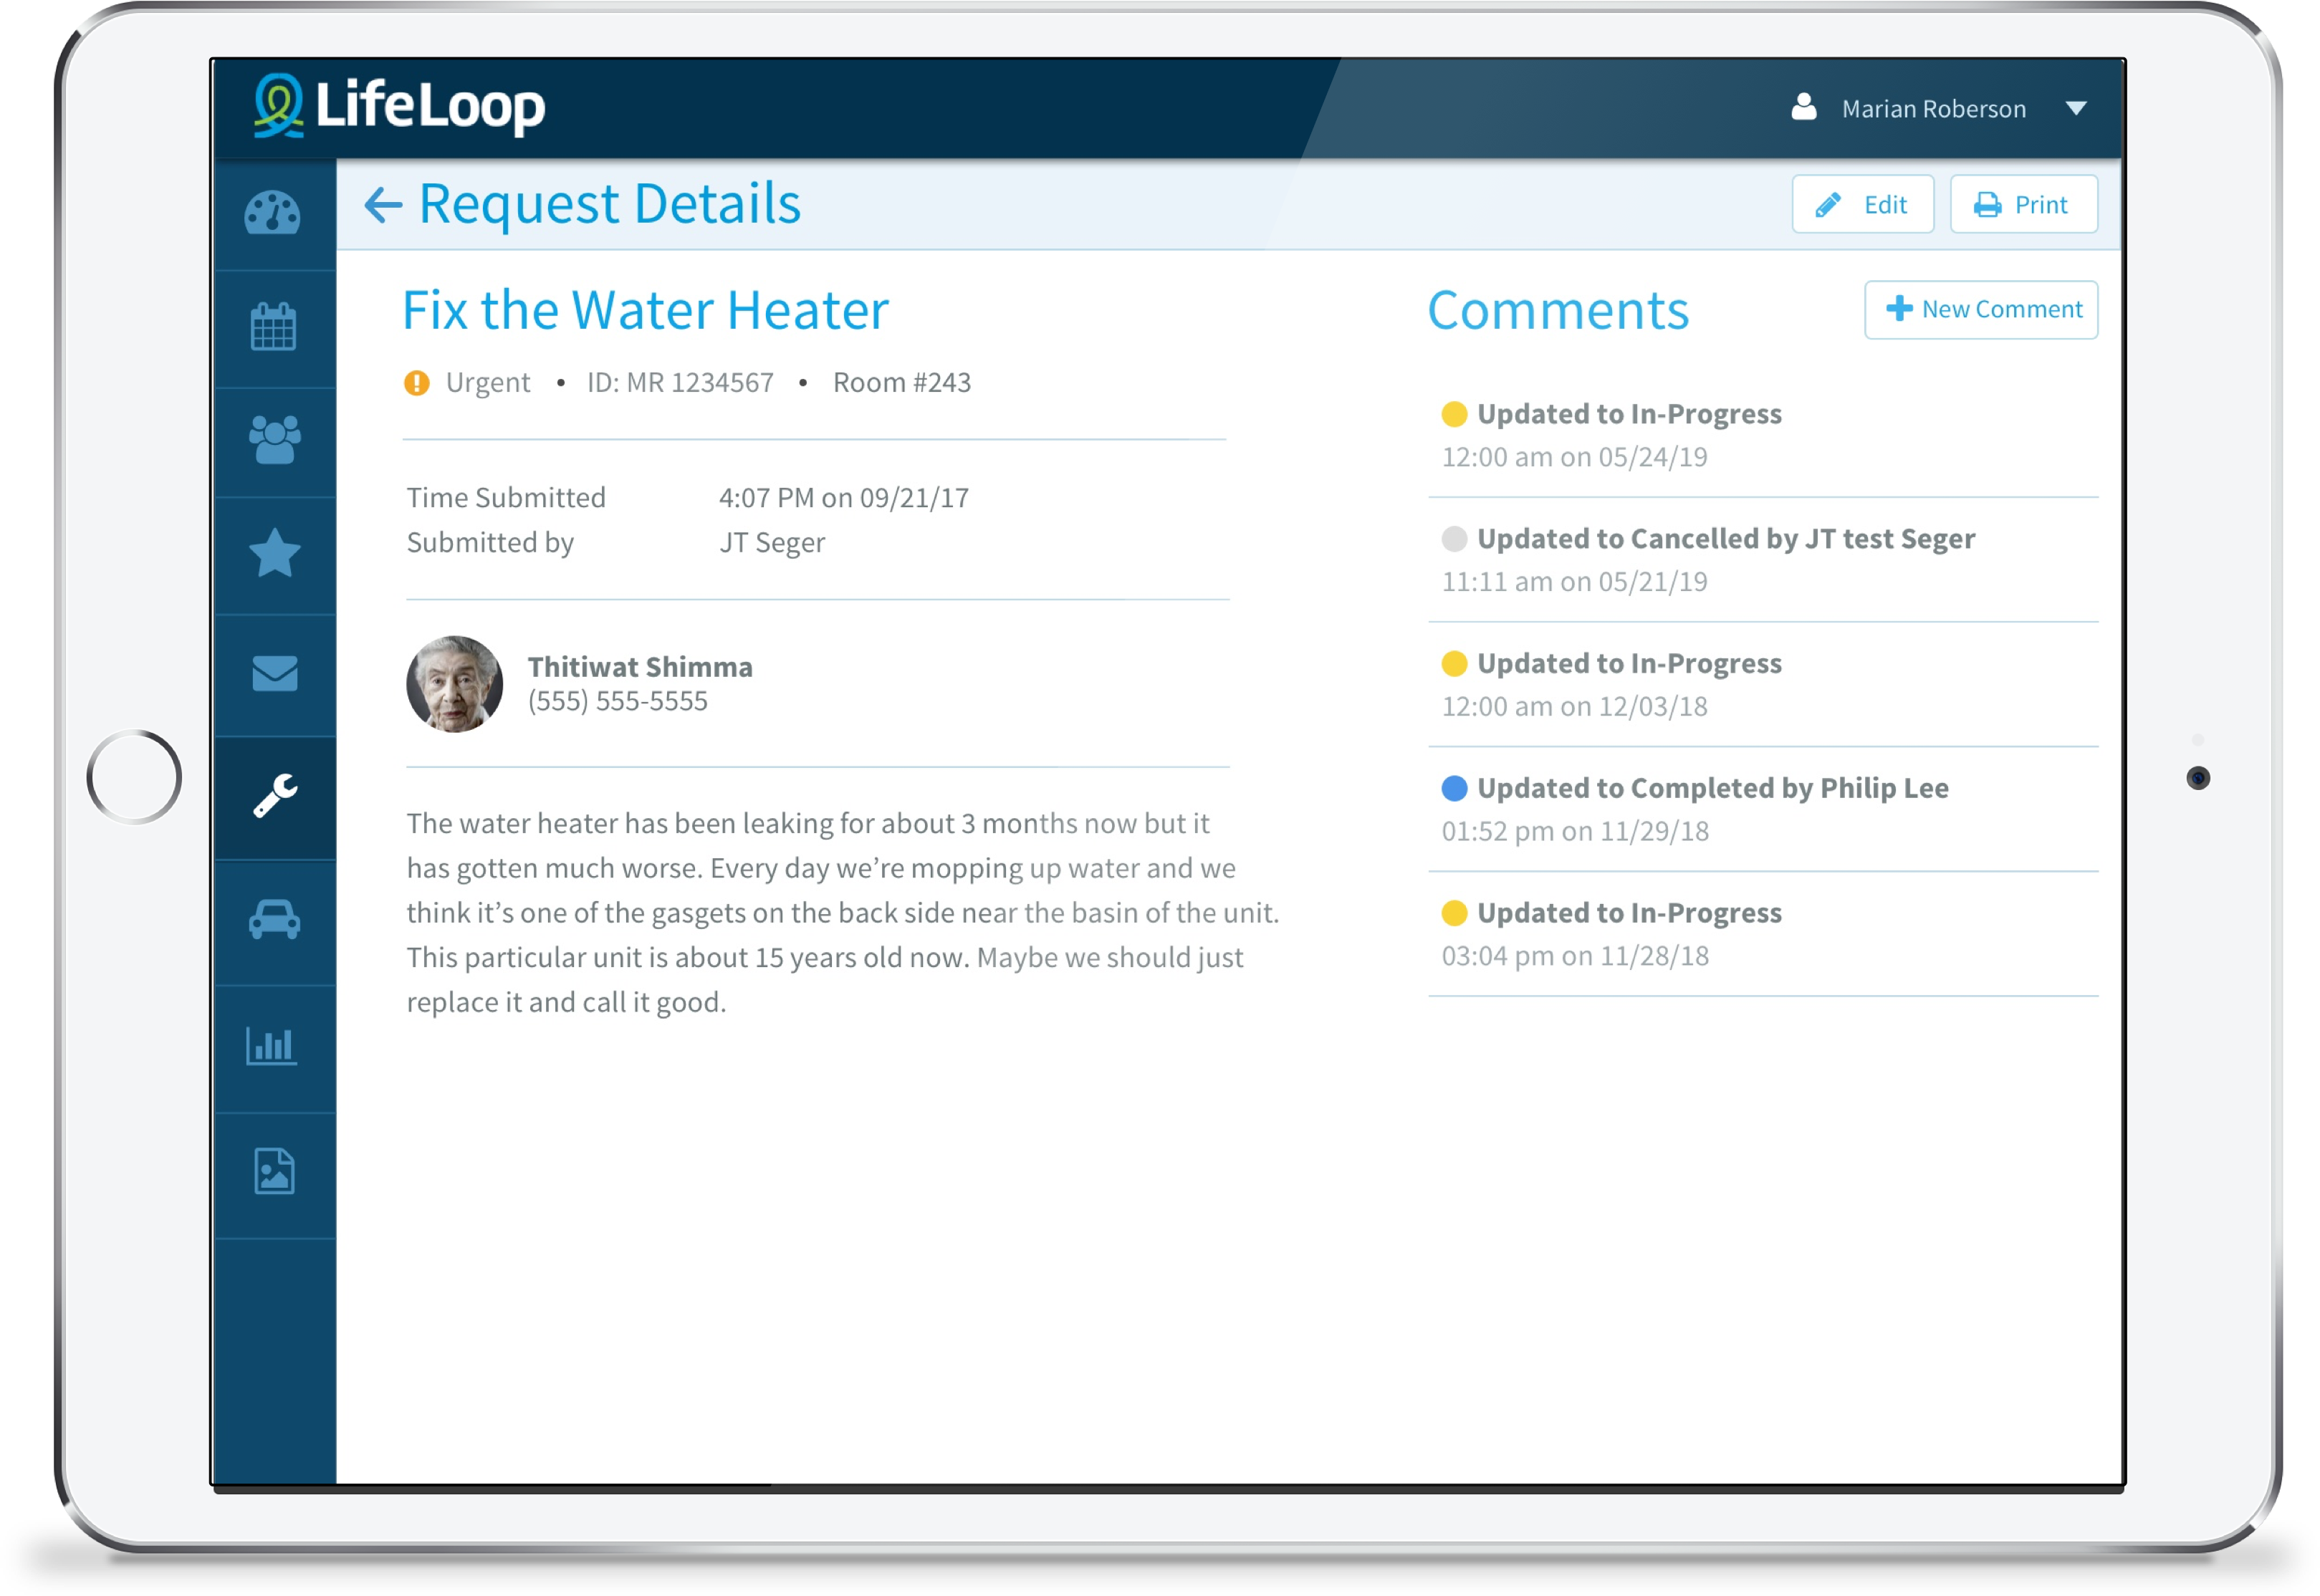 LifeLoop
Marian Roberson
Request Details
Edit
Print
Fix the Water Heater
Urgent • ID: MR 1234567 • Room #243
Time Submitted 4:07 PM on 09/21/17
Submitted by JT Seger
Thitiwat Shimma
(555) 555-5555
The water heater has been leaking for about 3 months now but it
has gotten much worse. Every day we’re mopping up water and we
think it’s one of the gasgets on the back side near the basin of the unit.
This particular unit is about 15 years old now. Maybe we should just
replace it and call it good.
Comments
New Comment
Updated to In-Progress
12:00 am on 05/24/19
Updated to Cancelled by JT test Seger
11:11 am on 05/21/19
Updated to In-Progress
12:00 am on 12/03/18
Updated to Completed by Philip Lee
01:52 pm on 11/29/18
Updated to In-Progress
03:04 pm on 11/28/18